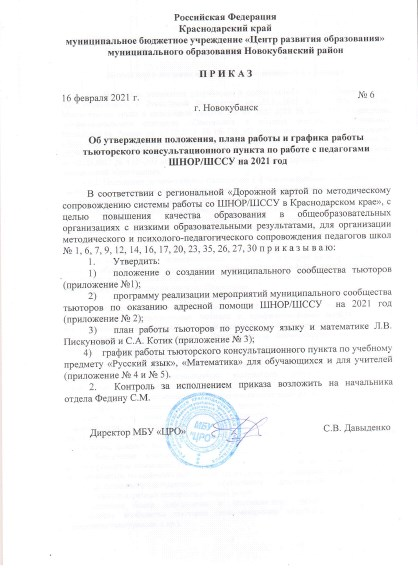 Российская Федерация
Краснодарский край
муниципальное бюджетное учреждение «Центр развития образования»
муниципального образования Новокубанский район
П Р И К А З
16 февраля 2021 г. № 6
г. Новокубанск
Об утверждении положения, плана работы и графика работы
тьюторского консультационного пункта по работе с педагогами
ШНОР/ШССУ на 2021 год
В соответствии с региональной «Дорожной картой по методическому
сопровождению системы работы со ШНОР/ШССУ в Краснодарском крае», с
целью повышения качества образования в общеобразовательных
организациях с низкими образовательными результатами, для организации
методического и психолого-педагогического сопровождения педагогов школ
№ 1, 6, 7, 9, 12, 14, 16, 17, 20, 23, 35, 26, 27, 30 п р и к а з ы в а ю:
1. Утвердить:
1) положение о создании муниципального сообщества тьюторов
(приложение №1);
2) программу реализации мероприятий муниципального сообщества
тьюторов по оказанию адресной помощи ШНОР/ШССУ на 2021 год
(приложение № 2);
3) план работы тьюторов по русскому языку и математике Л.В.
Пискуновой и С.А. Котик (приложение № 3);
4) график работы тьюторского консультационного пункта по учебному
предмету «Русский язык», «Математика» для обучающихся и для учителей
(приложение № 4 и № 5).
2. Контроль за исполнением приказа возложить на начальника
отдела Федину С.М.
Директор МБУ «ЦРО» С.В. Давыденко
МБУ
"ЦРО"